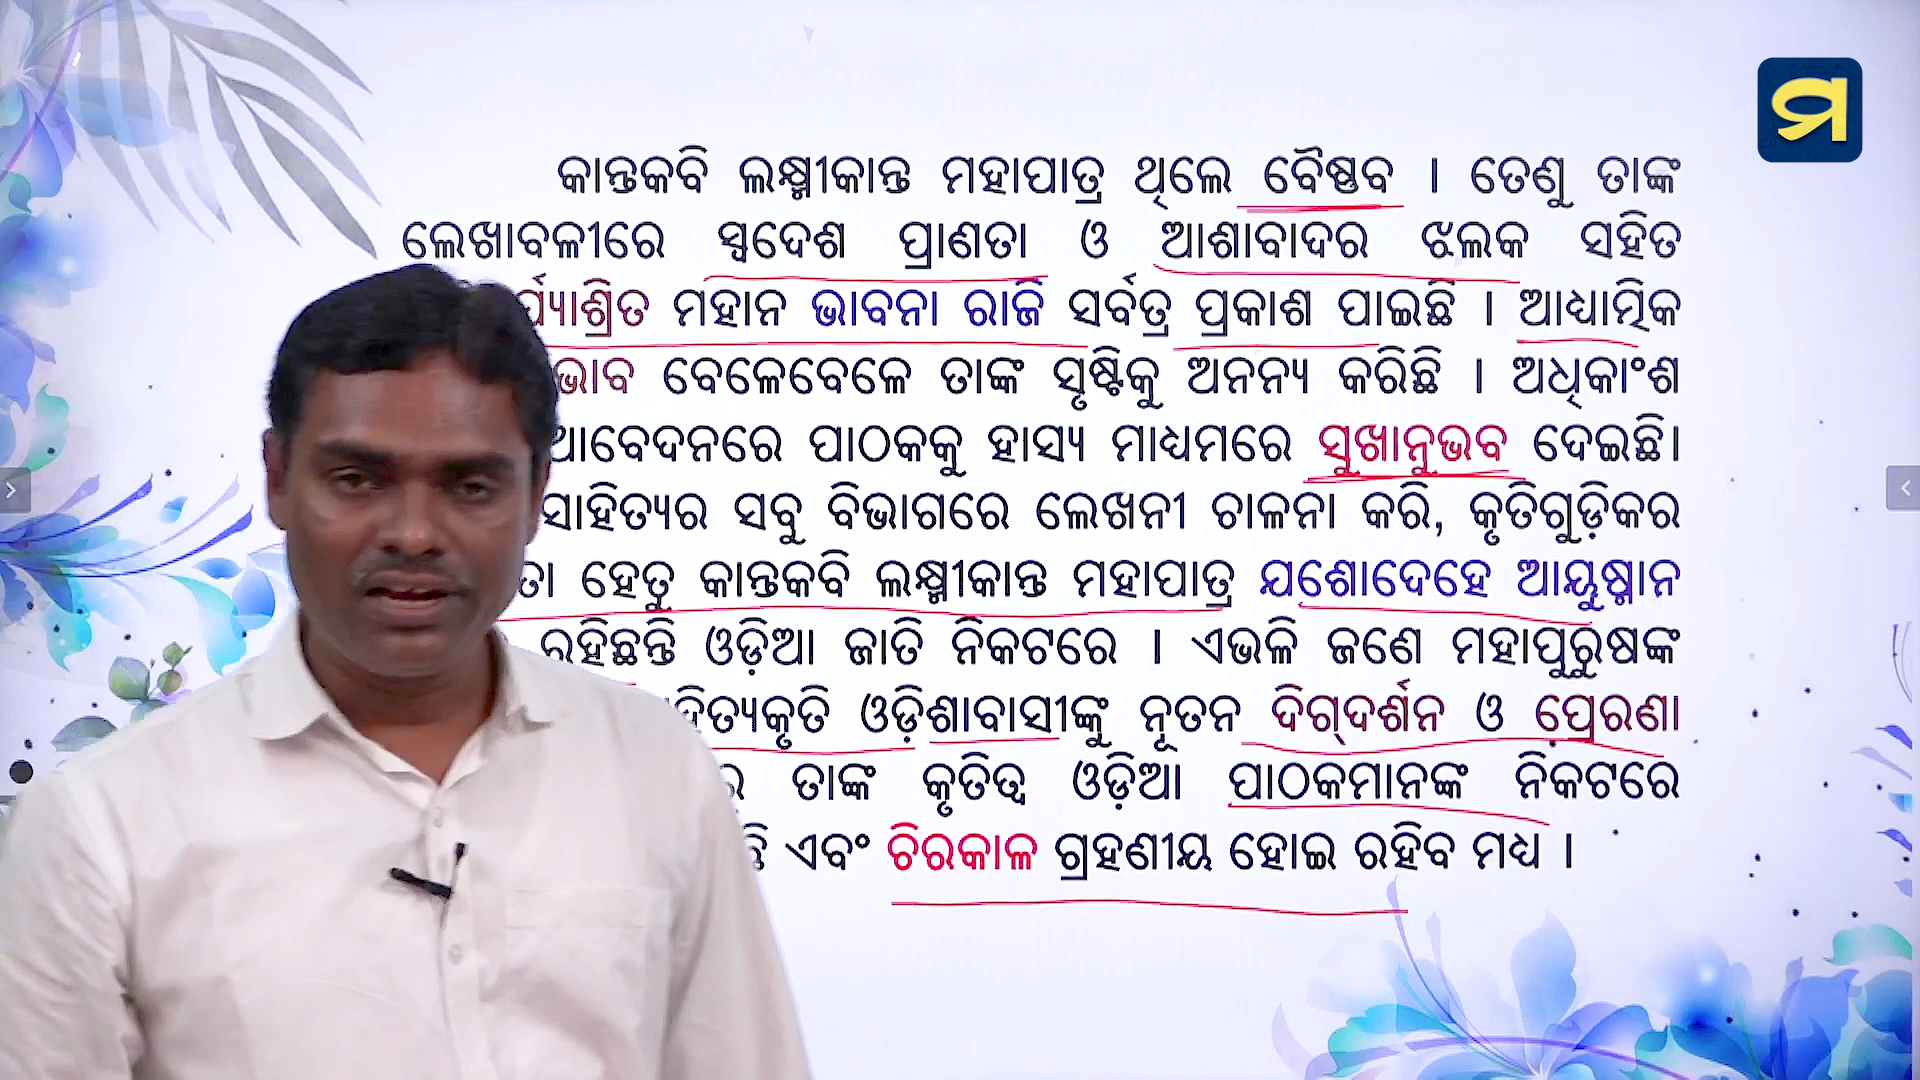 ମ
କାନ୍ତକବି ଲକ୍ଷ୍ମୀକାନ୍ତ ମହାପାତ୍ର ଥିଲେ ବୈଷ୍ଣବ । ତେଣୁ ତାଙ୍କ
ଲେଖାବଳୀରେ ସ୍ୱଦେଶ ପ୍ରାଣତା ଓ ଆଶାବାଦର ଝଲକ ସହିତ
ମହାନ ଭାବନା ରାଜି ସର୍ବତ୍ର ପ୍ରକାଶ ପାଇଛି । ଆଧ୍ୟାତ୍ମିକ
ଭାବ ବେଳେବେଳେ ତାଙ୍କ ସୃଷ୍ଟିକୁ ଅନନ୍ୟ କରିଛି । ଅଧିକାଂଶ
ଆବେଦନରେ ପାଠକକୁ ହାସ୍ୟ ମାଧ୍ୟମରେ ସୁଖାନୁଭବ ଦେଇଛି।
ସାହିତ୍ୟର ସବୁ ବିଭାଗରେ ଲେଖନୀ ଚାଳନା କରି, କୃତିଗୁଡ଼ିକର
ହେତୁ କାନ୍ତକବି ଲକ୍ଷ୍ମୀକାନ୍ତ ମହାପାତ୍ର ଯଶୋଦେହେ ଆୟୁଷ୍ମାନ
ରହିଛନ୍ତି ଓଡ଼ିଆ ଜାତି ନିକଟରେ । ଏଭଳି ଜଣେ ମହାପୁରୁଷଙ୍କ
ଓଡ଼ିଶାବାସୀଙ୍କୁ ନୂତନ ଦିଗ୍‌ଦର୍ଶନ ଓ ପ୍ରେରଣା
ତାଙ୍କ କୃତିତ୍ୱ ଓଡ଼ିଆ ପାଠକମାନଙ୍କ ନିକଟରେ
ଏବଂ ଚିରକାଳ ଗ୍ରହଣୀୟ ହୋଇ ରହିବ ମଧ୍ୟ ।